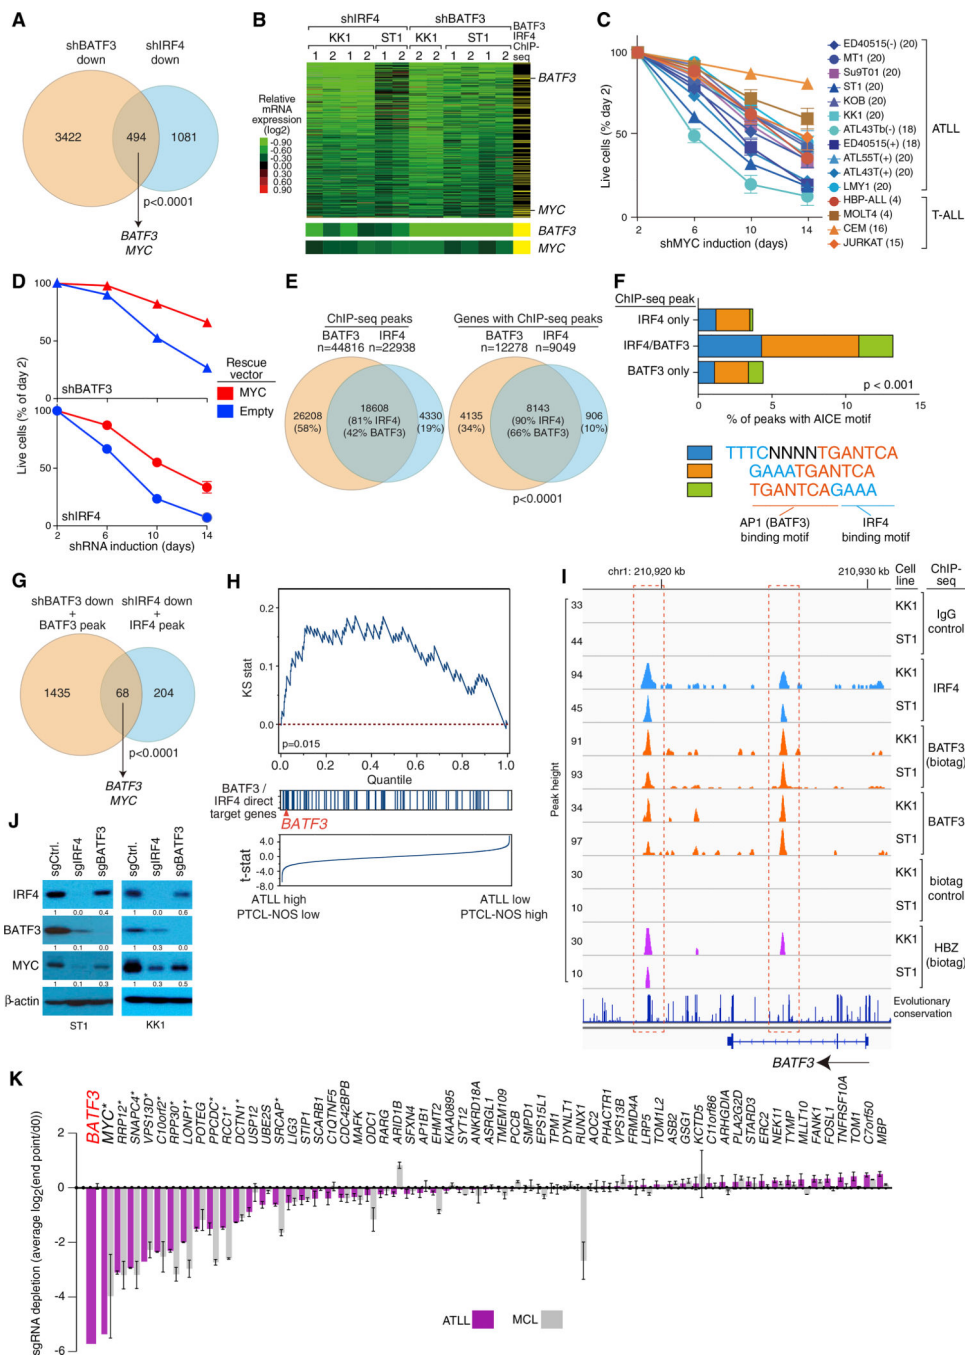 A
shBATF3
down
shIRF4
down
3422
494
1081
p<0.0001
BATF3
MYC
B
shIRF4
shBATF3
BATF3
IRF4
ChIP-
seq
KK1
ST1
KK1
ST1
1 2 1 2 1 2 2 2 1 2 1 2
Relative
mRNA
expression
(log2)
-0.90
-0.60
-0.30
0.00
0.30
0.60
0.90
BATF3
MYC
BATF3
MYC
C
Live cells (% day 2)
100
50
0
2 6 10 14
shMYC induction (days)
ED40515(-) (20)
MT1 (20)
Su9T01 (20)
ST1 (20)
KOB (20)
KK1 (20)
ATL43Tb(-) (18)
ED40515(+) (18)
ATL55T(+) (20)
ATL43T(+) (20)
LMY1 (20)
HBP-ALL (4)
MOLT4 (4)
CEM (16)
JURKAT (15)
ATLL
T-ALL
D
Live cells (% of day 2)
100
50
0
shBATF3
100
50
0
shIRF4
2 6 10 14
shRNA induction (days)
Rescue
vector
MYC
Empty
E
ChIP-seq peaks
BATF3
n=44816
IRF4
n=22938
26208
(58%)
18608
(81% IRF4)
(42% BATF3)
4330
(19%)
Genes with ChIP-seq peaks
BATF3
n=12278
IRF4
n=9049
4135
(34%)
8143
(90% IRF4)
(66% BATF3)
906
(10%)
p<0.0001
F
ChIP-seq peak
IRF4 only
IRF4/BATF3
BATF3 only
p < 0.001
0 5 10 15
% of peaks with AICE motif
TTTCNNNNTGANTCA
GAAATGANTCA
TGANTCAGAAA
AP1 (BATF3)
binding motif
IRF4
binding motif
G
shBATF3 down
+
BATF3 peak
shIRF4 down
+
IRF4 peak
1435
68
204
p<0.0001
BATF3
MYC
H
KS stat
0.2
0.1
0.0
p=0.015
0.0 0.2 0.4 0.6 0.8 1.0
Quantile
BATF3 /
IRF4 direct
target genes
BATF3
t-stat
4.0
0.0
-4.0
-8.0
ATLL high
PTCL-NOS low
ATLL low
PTCL-NOS high
I
chr1: 210,920 kb
210,930 kb
Cell
line
ChIP-
seq
Peak height
33
KK1
44
ST1
IgG
control
94
KK1
45
ST1
IRF4
91
KK1
93
ST1
BATF3
(biotag)
34
KK1
97
ST1
BATF3
30
KK1
10
ST1
biotag
control
30
KK1
10
ST1
HBZ
(biotag)
Evolutionary
conservation
BATF3
J
sgCtrl.
sgIRF4
sgBATF3
sgCtrl.
sgIRF4
sgBATF3
IRF4
1 0.0 0.4 1 0.0 0.6
BATF3
1 0.1 0.0 1 0.3 0.0
MYC
1 0.1 0.3 1 0.3 0.5
β-actin
ST1
KK1
K
sgRNA depletion (average log2(end point/d0))
2
0
-2
-4
-6
BATF3
MYC*
RRP12*
SNAPC4*
VPS13D*
C10orf2*
RPP30*
LONP1*
POTEG
PPCDC*
RCC1*
DCTN1*
USP12
UBE2S
SRCAP*
LIG3
STIP1
SCARB1
C1QTNF5
CDC42BPB
MAFK
ODC1
RARG
ARID1B
SFXN4
AP1B1
EHMT2
KIAA0895
SYT12
ANKRD18A
ASRGL1
TMEM109
PCCB
SMPD1
EPS15L1
TPM1
DYNLT1
RUNX1
AOC2
PHACTR1
VPS13B
FRMD4A
LRP5
TOM1L2
ASB2
GSG1
KCTD5
C11orf86
ARHGDIA
PLA2G2D
STARD3
ERC2
NEK11
TYMP
MLLT10
FANK1
FOSL1
TNFRSF10A
TOM1
C7orf50
MBP
ATLL
MCL